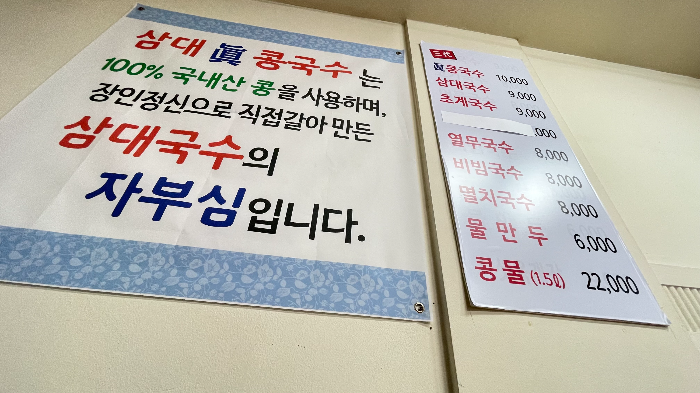 삼대 眞 콩국수는
100% 국내산 콩을 사용하며,
장인정신으로 직접갈아 만든
삼대국수의
자부심입니다.
三代
眞콩국수 10,000
삼대국수 9,000
초계국수 9,000
,000
열무국수 8,000
비빔국수 8,000
멸치국수 8,000
물만두 6,000
콩물 (1.5ℓ) 22,000